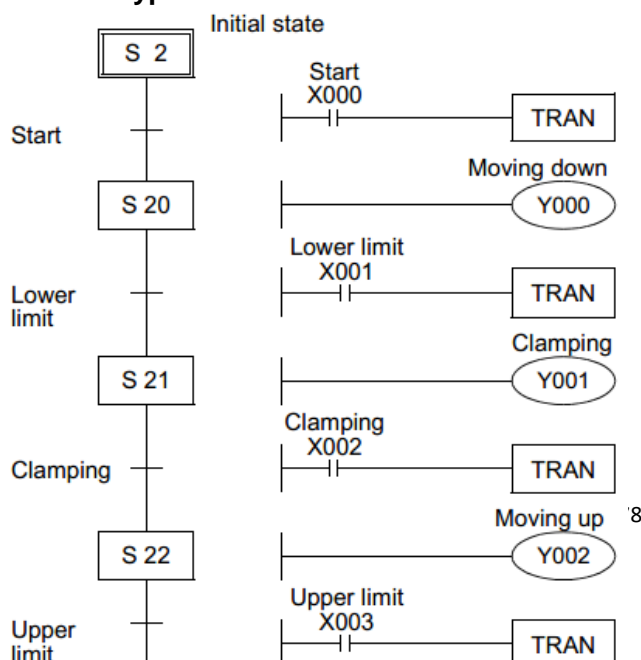 Initial state
S 2
Start
X000
TRAN
Start
Moving down
S 20
Y000
Lower limit
X001
TRAN
Lower
limit
Clamping
S 21
Y001
Clamping
X002
TRAN
Clamping
Moving up
S 22
Y002
Upper limit
X003
TRAN
Upper
limit